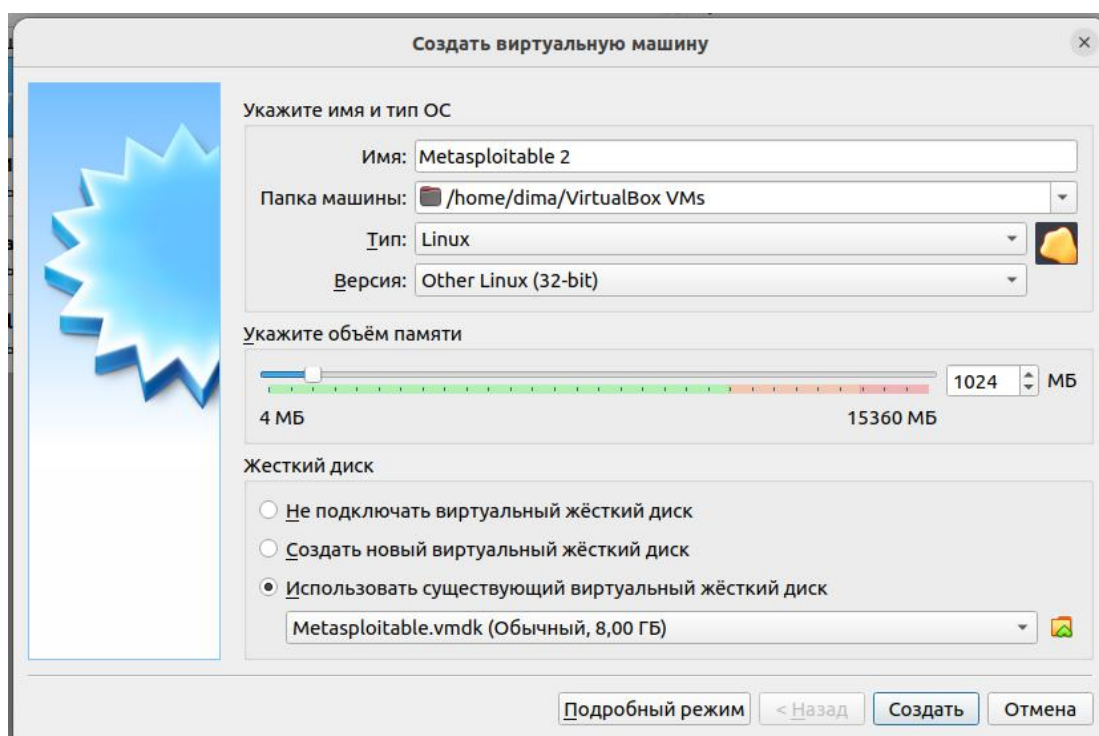 Создать виртуальную машину
Укажите имя и тип ОС
Имя: Metasploitable 2
Папка машины: /home/dima/VirtualBox VMs
Тип: Linux
Версия: Other Linux (32-bit)
Укажите объём памяти
1024 МБ
4 МБ 15360 МБ
Жесткий диск
Не подключать виртуальный жёсткий диск
Создать новый виртуальный жёсткий диск
Использовать существующий виртуальный жёсткий диск
Metasploitable.vmdk (Обычный, 8,00 ГБ)
Подробный режим < Назад Создать Отмена